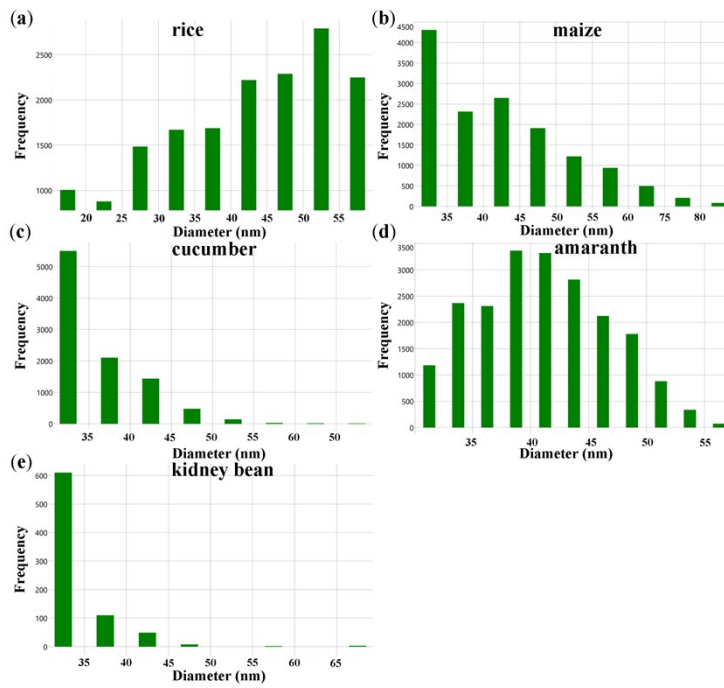 (a)
rice
Frequency
2500
2000
1500
1000
20 25 30 35 40 45 50 55
Diameter (nm)
(b)
maize
Frequency
4500
4000
3500
3000
2500
2000
1500
1000
500
0
35 40 45 50 55 60 75 80
Diameter (nm)
(c)
cucumber
Frequency
5000
4000
3000
2000
1000
0
35 40 45 55 60 50
Diameter (nm)
(d)
amaranth
Frequency
3500
3000
2500
2000
1500
1000
500
0
35 40 45 50 55
Diameter (nm)
(e)
kidney bean
Frequency
600
500
400
300
200
100
0
35 40 45 50 55 60 65
Diameter (nm)